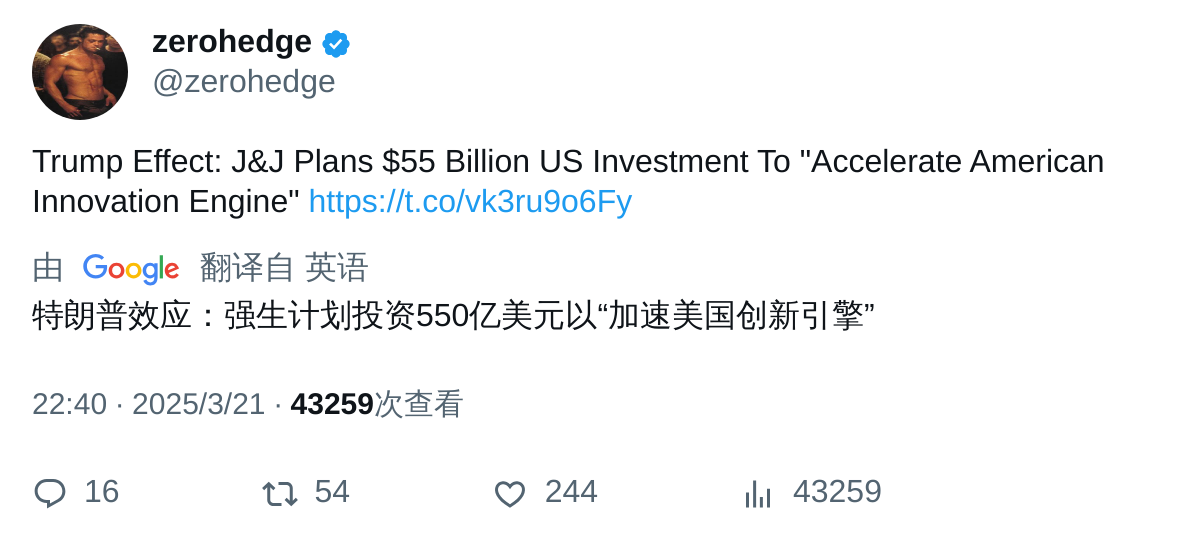 zerohedge
@zerohedge
Trump Effect: J&J Plans $55 Billion US Investment To "Accelerate American
Innovation Engine" https://t.co/vk3ru9o6Fy
由 Google 翻译自 英语
特朗普效应：强生计划投资550亿美元以“加速美国创新引擎”
22:40 · 2025/3/21 · 43259次查看
16 54 244 43259